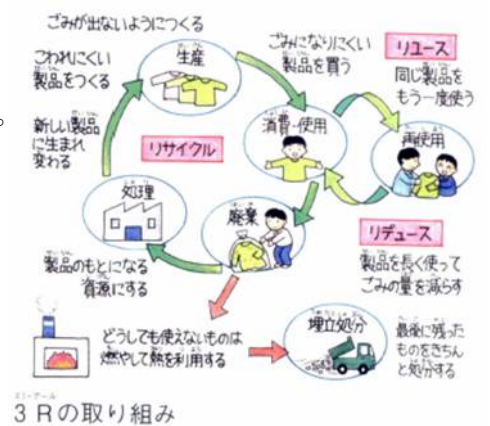 ごみが出ないようにつくる
こわれにくい
製品をつくる
生産
ごみになりにくい
製品を買う
リユース
同じ製品を
もう一度使う
新しい製品
に生まれ
変わる
リサイクル
消費・使用
再使用
処理
廃棄
リデュース
製品を長く使って
ごみの量を減らす
製品のもとになる
資源にする
どうしても使えないものは
燃やして熱を利用する
埋立処分
最後に残った
ものをきちん
と処分する
スリーアール
3Rの取り組み